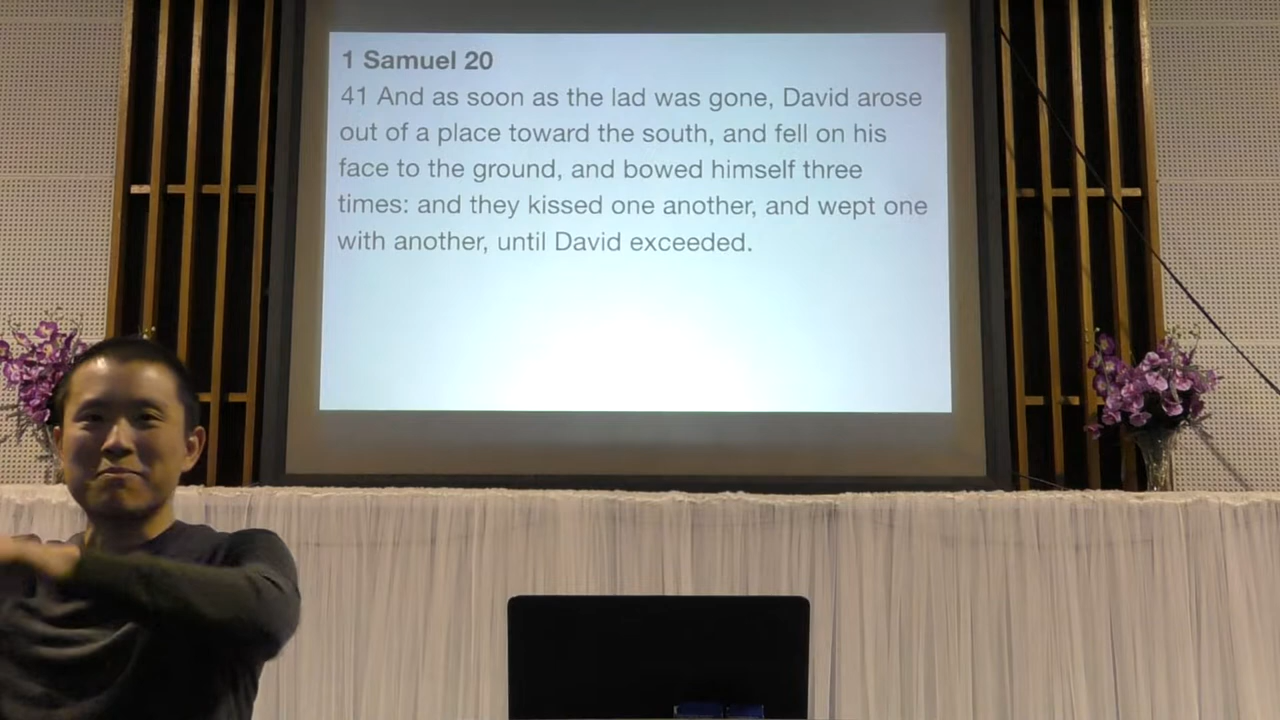 1 Samuel 20
41 And as soon as the lad was gone, David arose
out of a place toward the south, and fell on his
face to the ground, and bowed himself three
times: and they kissed one another, and wept one
with another, until David exceeded.